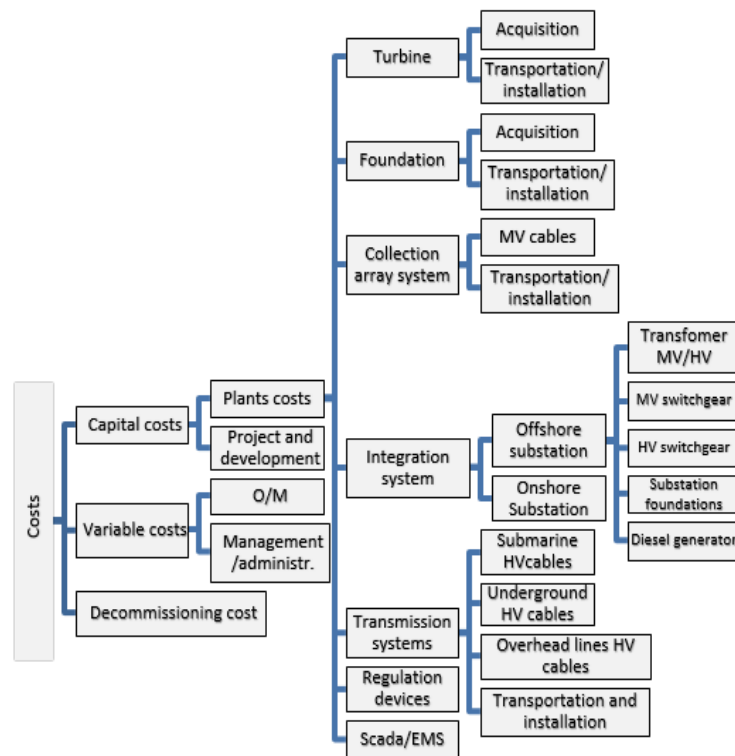 Costs
Capital costs
Plants costs
Turbine
Acquisition
Transportation/
installation
Foundation
Acquisition
Transportation/
installation
Collection
array system
MV cables
Transportation/
installation
Integration
system
Offshore
substation
Transfomer
MV/HV
MV switchgear
HV switchgear
Substation
foundations
Diesel generator
Onshore
Substation
Transmission
systems
Submarine
HVcables
Underground
HV cables
Overhead lines HV
cables
Transportation and
installation
Regulation
devices
Scada/EMS
Project and
development
Variable costs
O/M
Management
/administr.
Decommissioning cost